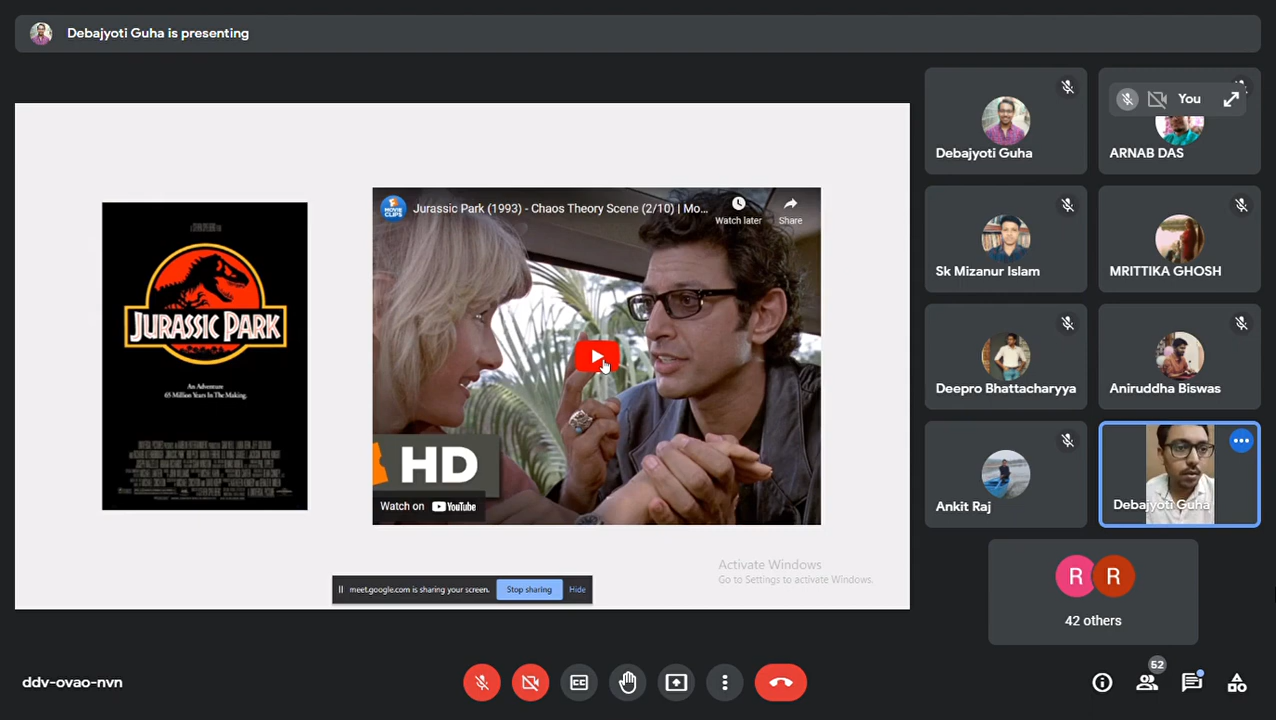 Debajyoti Guha is presenting
JURASSIC PARK
An Adventure
65 Million Years In The Making.
MOVIE
CLIPS
Jurassic Park (1993) - Chaos Theory Scene (2/10) | Mo...
Watch later
Share
HD
Watch on YouTube
Activate Windows
Go to Settings to activate Windows.
meet.google.com is sharing your screen.
Stop sharing
Hide
Debajyoti Guha
You
ARNAB DAS
Sk Mizanur Islam
MRITTIKA GHOSH
Deepro Bhattacharyya
Aniruddha Biswas
Ankit Raj
Debajyoti Guha
R
R
42 others
ddv-ovao-nvn
CC
52